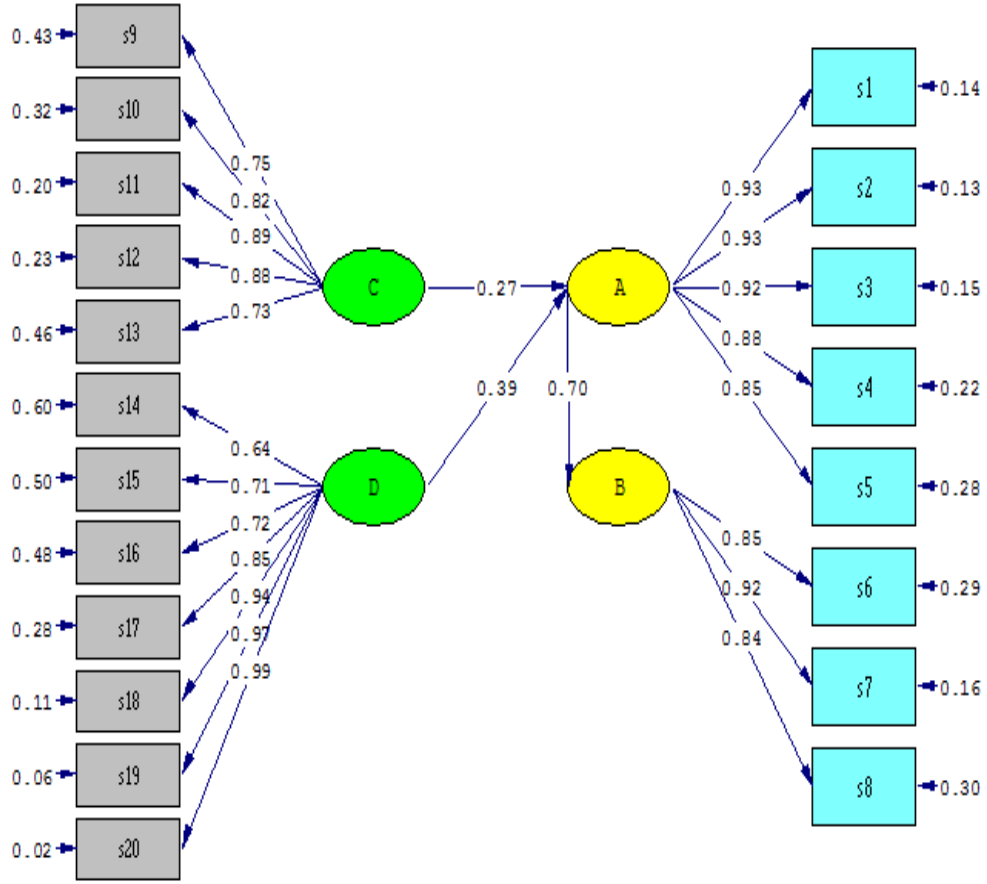 0.43 s9
0.32 s10
0.20 s11
0.23 s12
0.46 s13
0.60 s14
0.50 s15
0.48 s16
0.28 s17
0.11 s18
0.06 s19
0.02 s20
0.75
0.82
0.89
0.88
0.73
0.64
0.71
0.72
0.85
0.94
0.97
0.99
C
D
0.27
0.39
0.70
A
B
0.93
0.93
0.92
0.88
0.85
0.85
0.92
0.84
s1 0.14
s2 0.13
s3 0.15
s4 0.22
s5 0.28
s6 0.29
s7 0.16
s8 0.30